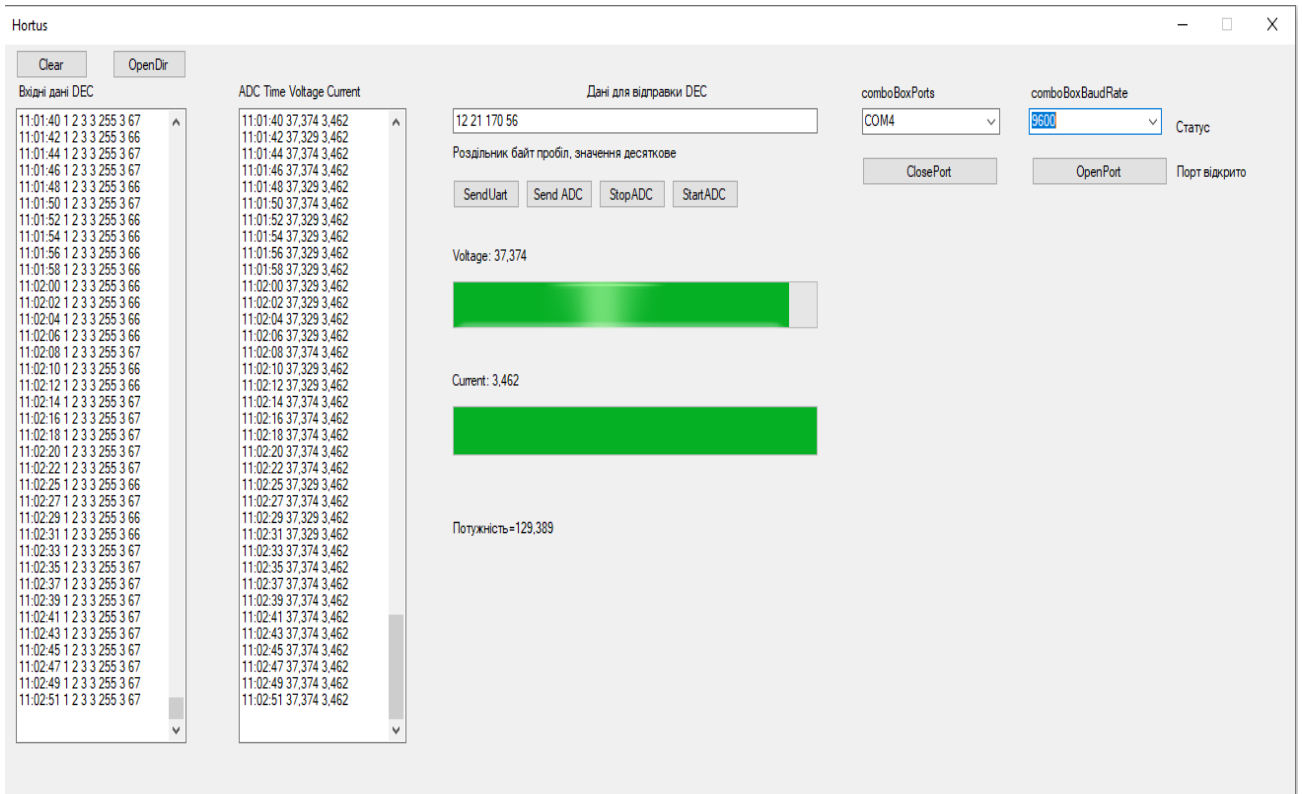 Hortus
Clear OpenDir
Вхідні дані DEC
11:01:40 1 2 3 3 255 3 67
11:01:42 1 2 3 3 255 3 66
11:01:44 1 2 3 3 255 3 67
11:01:46 1 2 3 3 255 3 67
11:01:48 1 2 3 3 255 3 66
11:01:50 1 2 3 3 255 3 67
11:01:52 1 2 3 3 255 3 66
11:01:54 1 2 3 3 255 3 66
11:01:56 1 2 3 3 255 3 66
11:01:58 1 2 3 3 255 3 66
11:02:00 1 2 3 3 255 3 66
11:02:02 1 2 3 3 255 3 66
11:02:04 1 2 3 3 255 3 66
11:02:06 1 2 3 3 255 3 66
11:02:08 1 2 3 3 255 3 67
11:02:10 1 2 3 3 255 3 66
11:02:12 1 2 3 3 255 3 66
11:02:14 1 2 3 3 255 3 67
11:02:16 1 2 3 3 255 3 67
11:02:18 1 2 3 3 255 3 67
11:02:20 1 2 3 3 255 3 67
11:02:22 1 2 3 3 255 3 67
11:02:25 1 2 3 3 255 3 66
11:02:27 1 2 3 3 255 3 67
11:02:29 1 2 3 3 255 3 66
11:02:31 1 2 3 3 255 3 66
11:02:33 1 2 3 3 255 3 67
11:02:35 1 2 3 3 255 3 67
11:02:37 1 2 3 3 255 3 67
11:02:39 1 2 3 3 255 3 67
11:02:41 1 2 3 3 255 3 67
11:02:43 1 2 3 3 255 3 67
11:02:45 1 2 3 3 255 3 67
11:02:47 1 2 3 3 255 3 67
11:02:49 1 2 3 3 255 3 67
11:02:51 1 2 3 3 255 3 67
ADC Time Voltage Current
11:01:40 37,374 3,462
11:01:42 37,329 3,462
11:01:44 37,374 3,462
11:01:46 37,374 3,462
11:01:48 37,329 3,462
11:01:50 37,374 3,462
11:01:52 37,329 3,462
11:01:54 37,329 3,462
11:01:56 37,329 3,462
11:01:58 37,329 3,462
11:02:00 37,329 3,462
11:02:02 37,329 3,462
11:02:04 37,329 3,462
11:02:06 37,329 3,462
11:02:08 37,374 3,462
11:02:10 37,329 3,462
11:02:12 37,329 3,462
11:02:14 37,374 3,462
11:02:16 37,374 3,462
11:02:18 37,374 3,462
11:02:20 37,374 3,462
11:02:22 37,374 3,462
11:02:25 37,329 3,462
11:02:27 37,374 3,462
11:02:29 37,329 3,462
11:02:31 37,329 3,462
11:02:33 37,374 3,462
11:02:35 37,374 3,462
11:02:37 37,374 3,462
11:02:39 37,374 3,462
11:02:41 37,374 3,462
11:02:43 37,374 3,462
11:02:45 37,374 3,462
11:02:47 37,374 3,462
11:02:49 37,374 3,462
11:02:51 37,374 3,462
Дані для відправки DEC
12 21 170 56
Роздільник байт пробіл, значення десяткове
SendUart Send ADC StopADC StartADC
Voltage: 37,374
Current: 3,462
Потужність=129,389
comboBoxPorts comboBoxBaudRate
COM4 9600 Статус
ClosePort OpenPort Порт відкрито